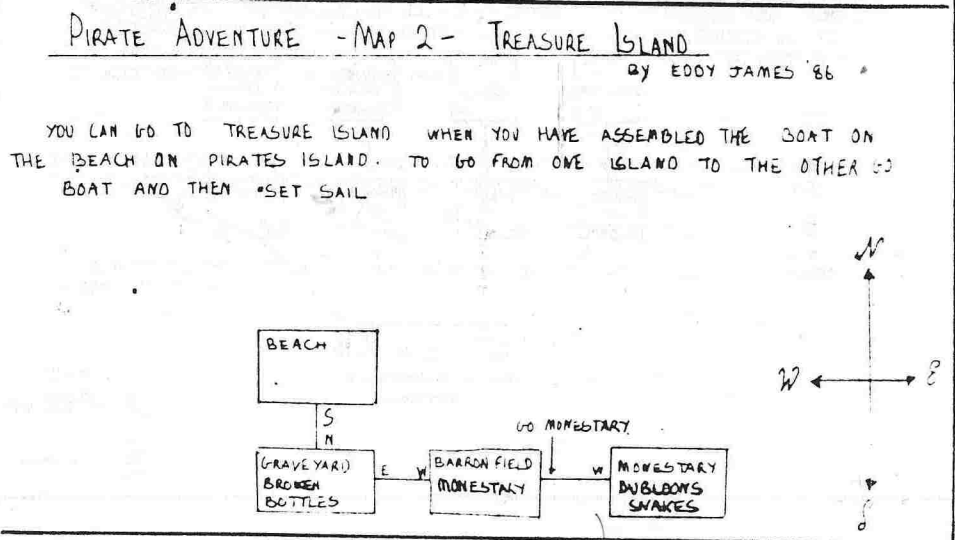 PIRATE ADVENTURE - MAP 2 - TREASURE ISLAND
BY EDDY JAMES '86
YOU CAN GO TO TREASURE ISLAND WHEN YOU HAVE ASSEMBLED THE BOAT ON
THE BEACH ON PIRATES ISLAND. TO GO FROM ONE ISLAND TO THE OTHER GO
BOAT AND THEN SET SAIL
N
W E
S
BEACH
S
N
GO MONESTARY
GRAVEYARD
BROKEN
BOTTLES
E W
BARRON FIELD
MONESTARY
W
MONESTARY
DUBLOONS
SNAKES